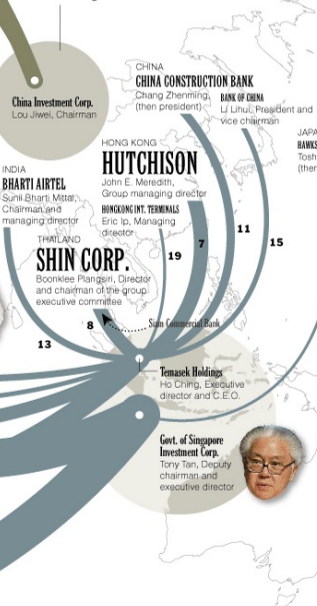 China Investment Corp.
Lou Jiwei, Chairman
CHINA
CHINA CONSTRUCTION BANK
Chang Zhenming,
(then president)
BANK OF CHINA
Li Lihui, President and
vice chairman
HONG KONG
HUTCHISON
John E. Meredith,
Group managing director
HONGKONG INT. TERMINALS
Eric Ip, Managing
director
INDIA
BHARTI AIRTEL
Sunil Bharti Mittal,
Chairman and
managing director
THAILAND
SHIN CORP.
Boonklee Plangsiri, Director
and chairman of the group
executive committee
JAPA
HAWKS
Tosh
(then
7
11
15
19
8
Siam Commercial Bank
13
Temasek Holdings
Ho Ching, Executive
director and C.E.O.
Govt. of Singapore
Investment Corp.
Tony Tan, Deputy
chairman and
executive director